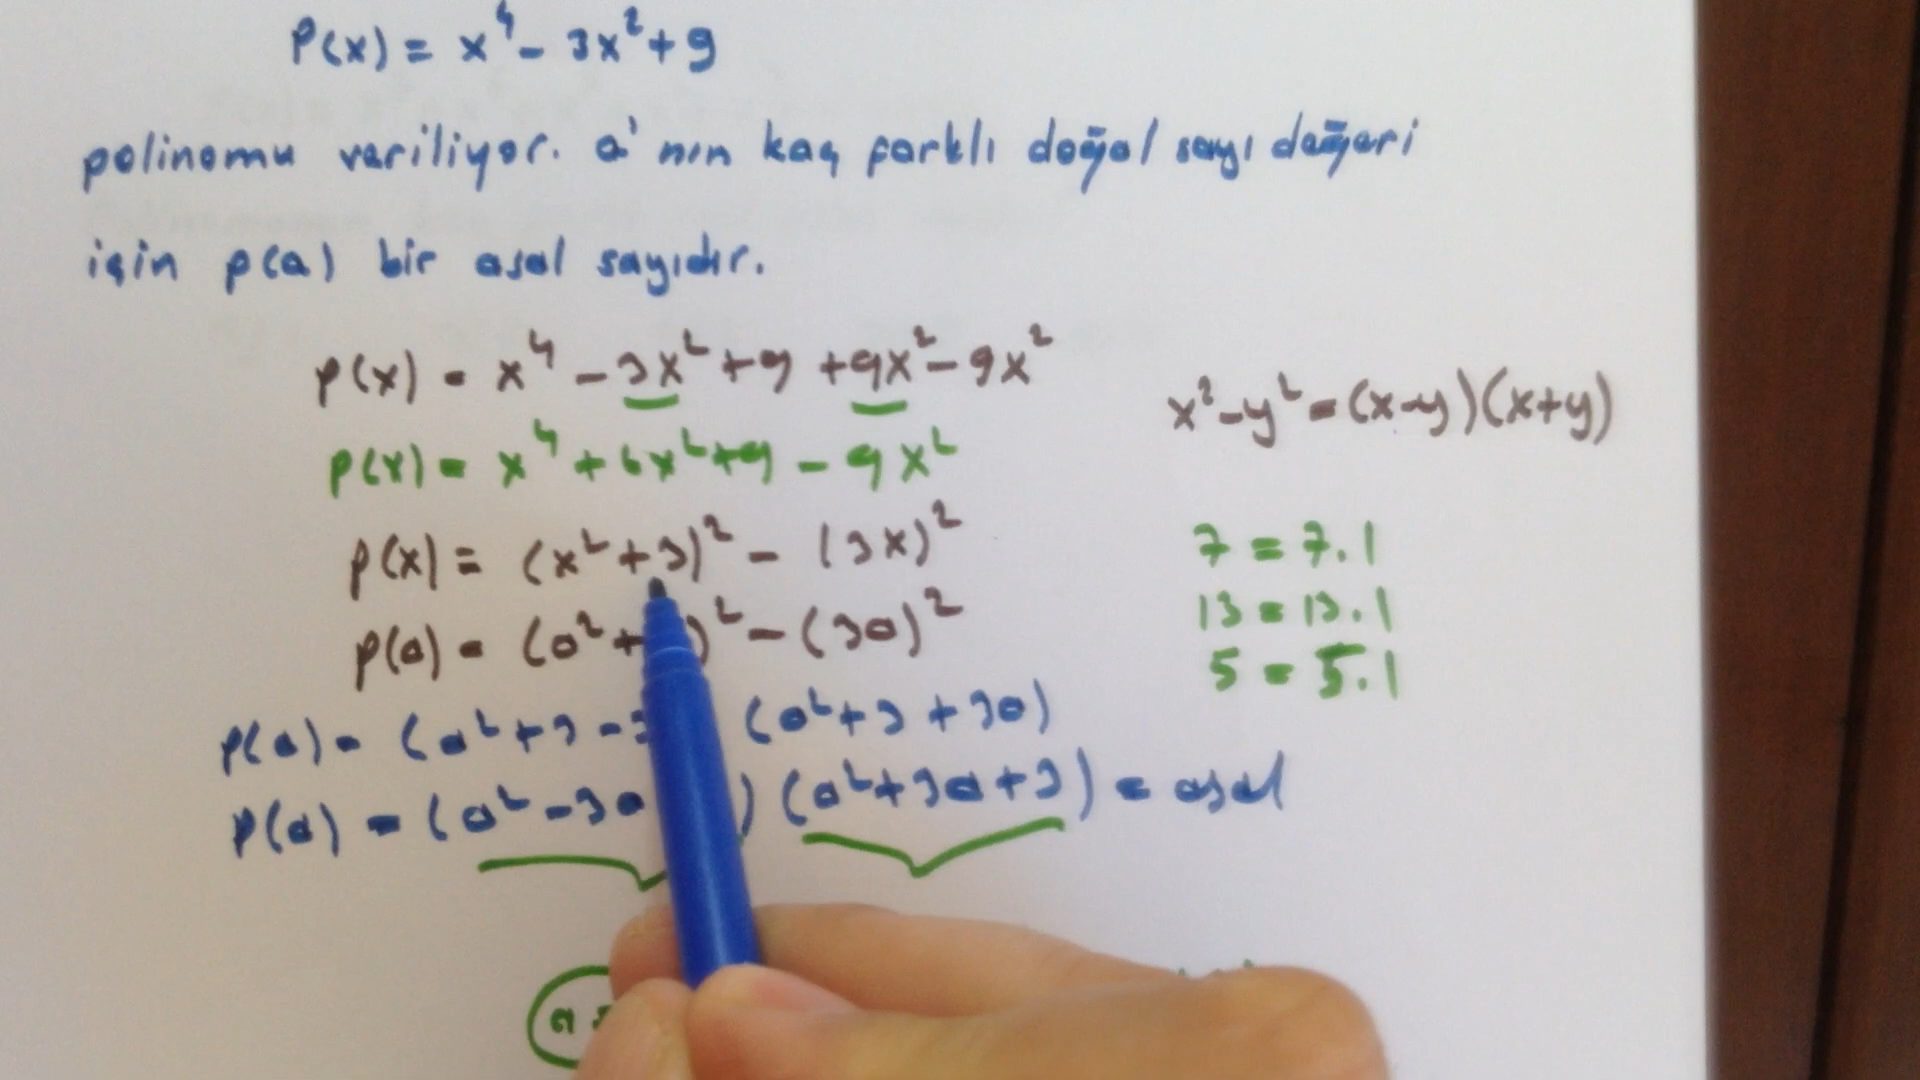 P(x) = x⁴ - 3x² + 9
polinomu veriliyor. a'nın kaç farklı doğal sayı değeri
için p(a) bir asal sayıdır.
p(x) = x⁴ - 3x² + 9 + 9x² - 9x²
x² - y² = (x-y)(x+y)
p(x) = x⁴ + 6x² + 9 - 9x²
p(x) = (x² + 3)² - (3x)²
7 = 7.1
p(a) = (a² + )² - (3a)²
13 = 13.1
5 = 5.1
p(a) = (a² + 3 - 3 (a² + 3 + 3a)
p(a) = (a² - 3a ) (a² + 3a + 3) = asal
a =